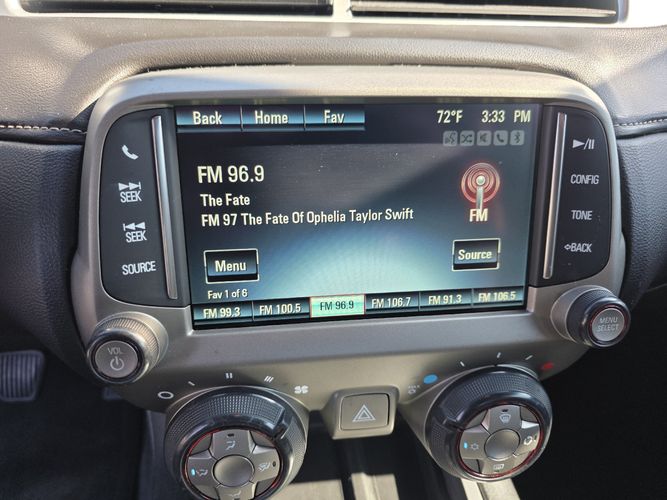 Back Home Fav 72°F 3:33 PM
FM 96.9
The Fate
FM 97 The Fate Of Ophelia Taylor Swift
FM
Menu
Source
Fav 1 of 6
FM 99.3 FM 100.5 FM 96.9 FM 106.7 FM 91.3 FM 106.5
SEEK
SEEK
SOURCE
CONFIG
TONE
BACK
VOL
MENU
SELECT